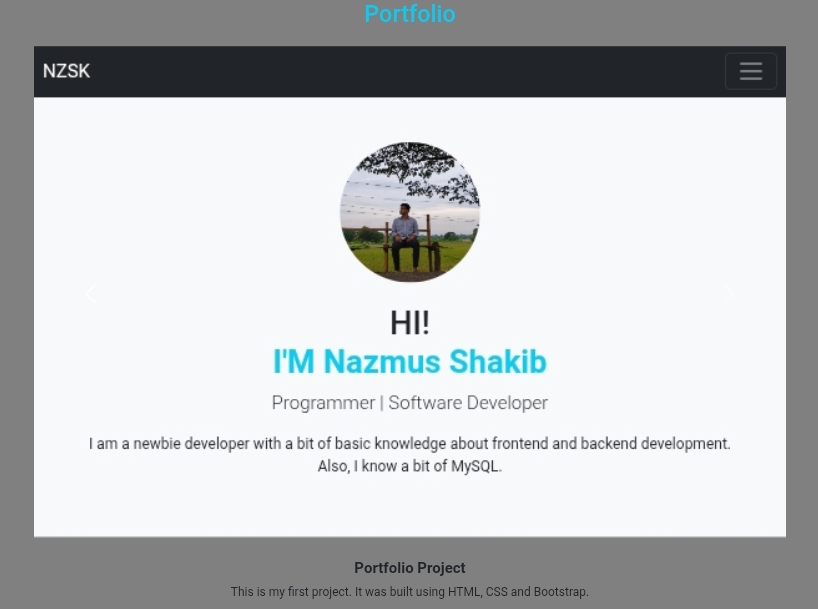 Portfolio
NZSK
HI!
I'M Nazmus Shakib
Programmer | Software Developer
I am a newbie developer with a bit of basic knowledge about frontend and backend development.
Also, I know a bit of MySQL.
Portfolio Project
This is my first project. It was built using HTML, CSS and Bootstrap.